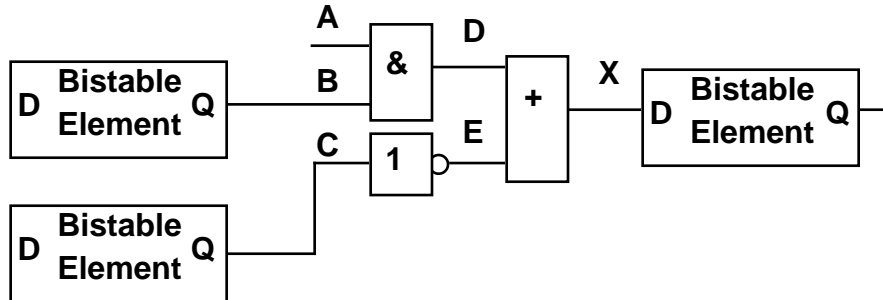 A
D
&
B
Bistable
Element
D
Q
X
+
D
Bistable
Element
Q
C
1
E
D
Bistable
Element
Q